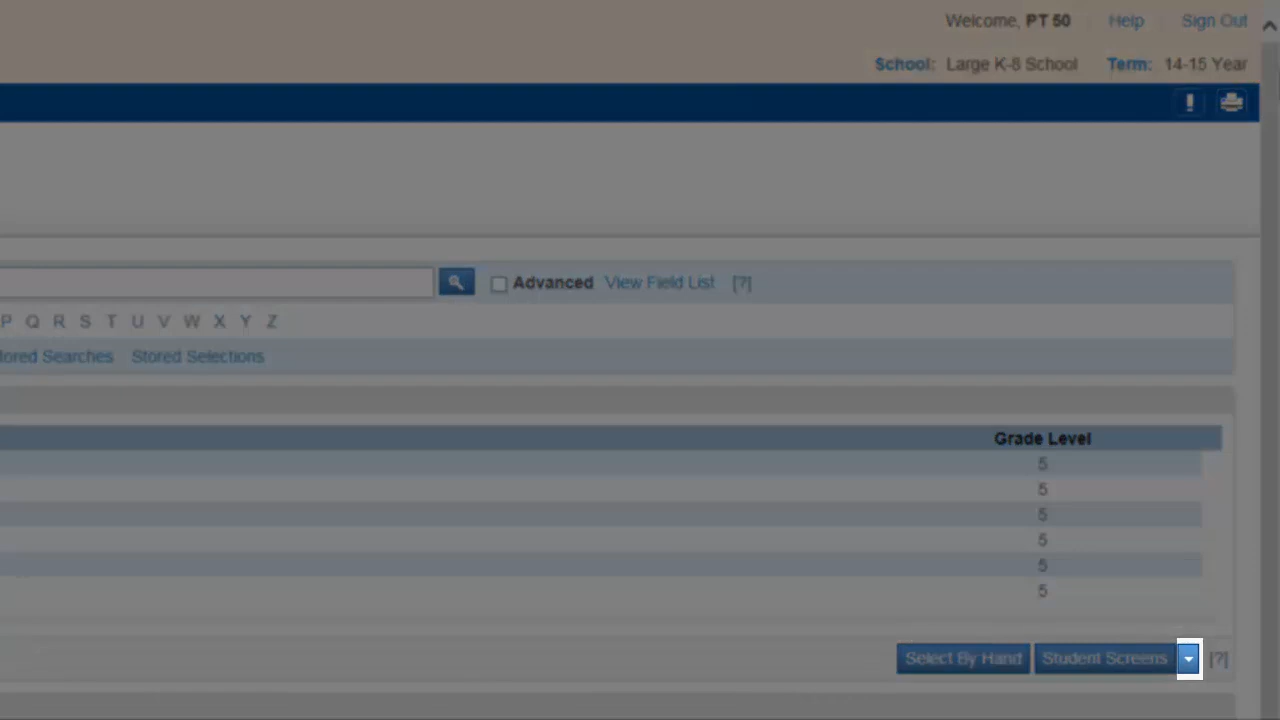 Welcome, PT 50 Help Sign Out
School: Large K-8 School Term: 14-15 Year
Advanced View Field List [?]
P Q R S T U V W X Y Z
Searches Stored Selections
Grade Level
5
5
5
5
5
5
Select By Hand Student Screens [?]